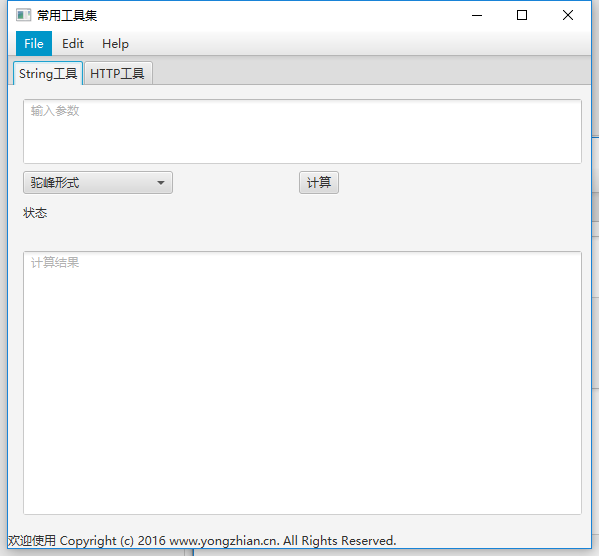 常用工具集
File Edit Help
String工具 HTTP工具
输入参数
驼峰形式 计算
状态
计算结果
欢迎使用 Copyright (c) 2016 www.yongzhian.cn. All Rights Reserved.